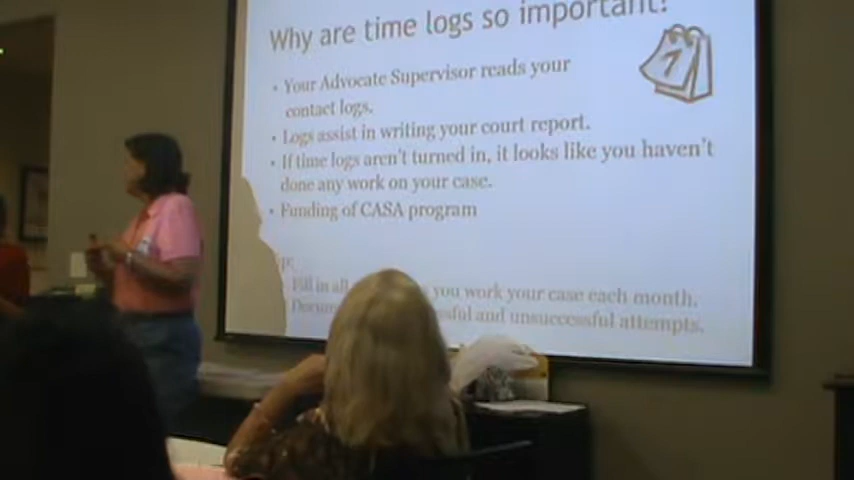 Why are time logs so important?
• Your Advocate Supervisor reads your
contact logs.
• Logs assist in writing your court report.
• If time logs aren't turned in, it looks like you haven't
done any work on your case.
• Funding of CASA program
Fill in all you work your case each month.
and unsuccessful attempts.
7